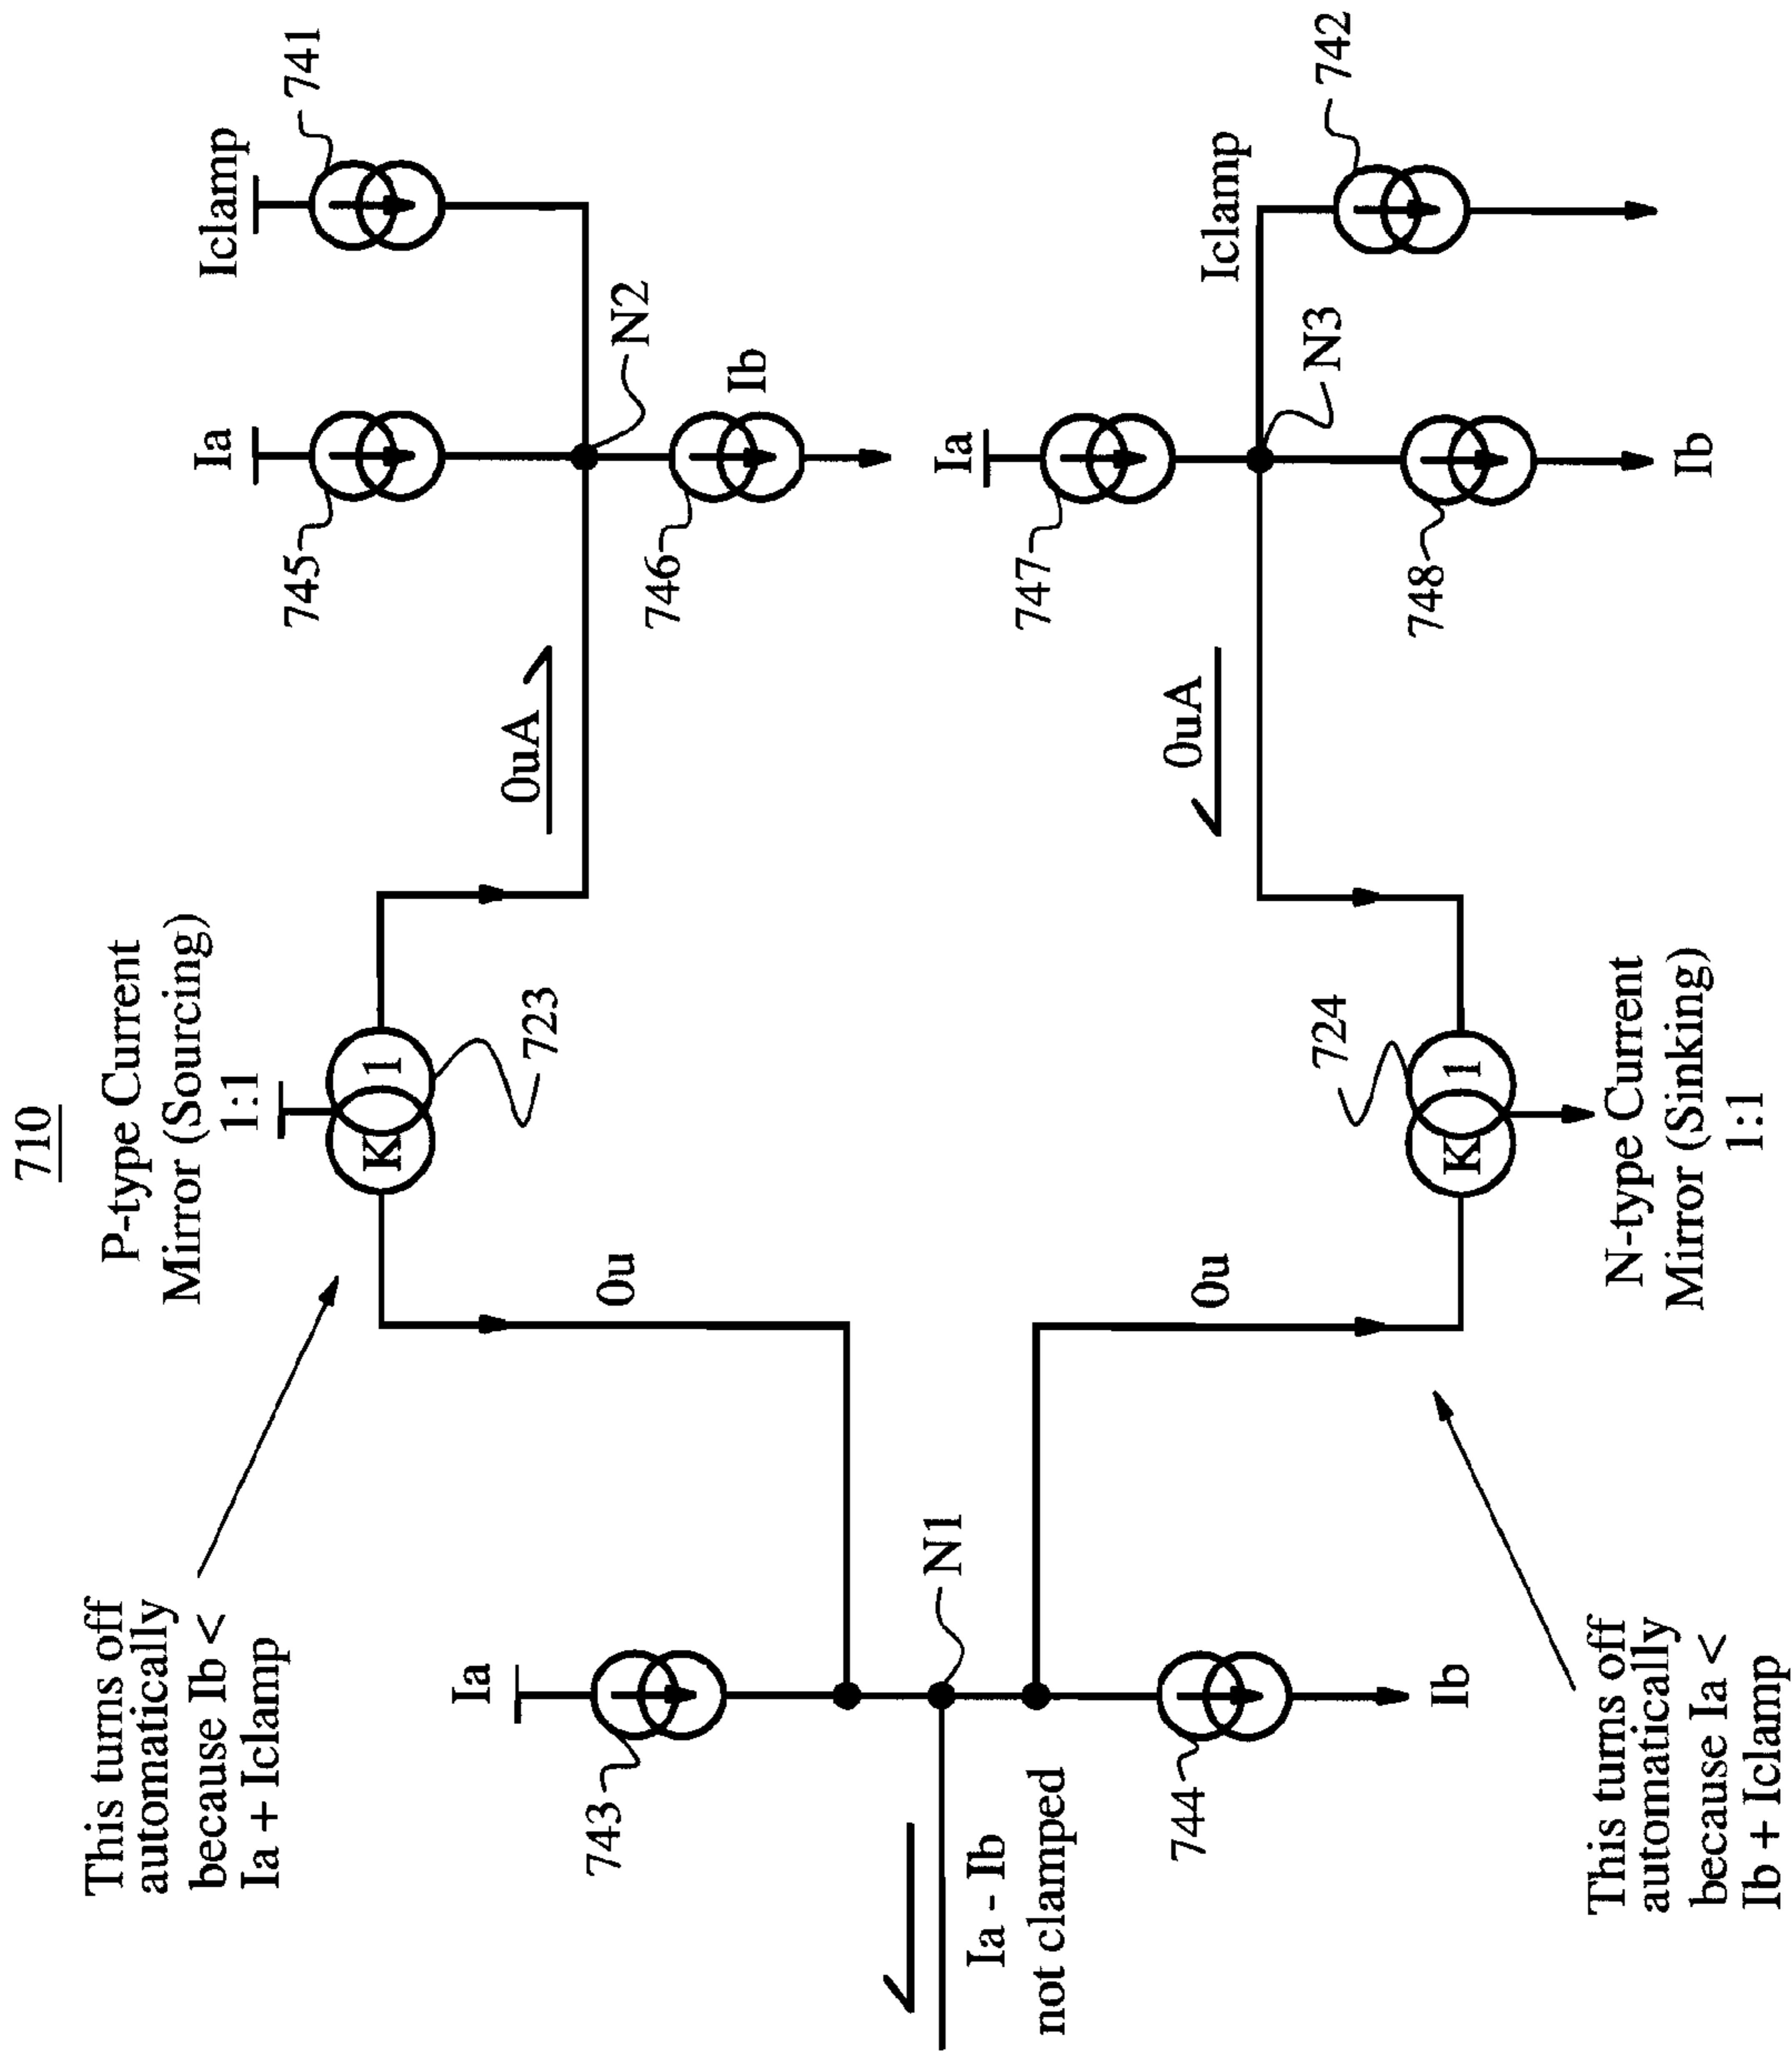 710
P-type Current
Mirror (Sourcing)
1:1
K
1
723
This turns off
automatically
because Ib <
Ia + Iclamp
0u
0uA
Ia
745
Iclamp
741
N2
746
Ib
Ia
743
N1
Ia - Ib
not clamped
744
Ib
0u
0uA
Ia
747
N3
Iclamp
742
748
Ib
724
K
1
N-type Current
Mirror (Sinking)
1:1
This turns off
automatically
because Ia <
Ib + Iclamp